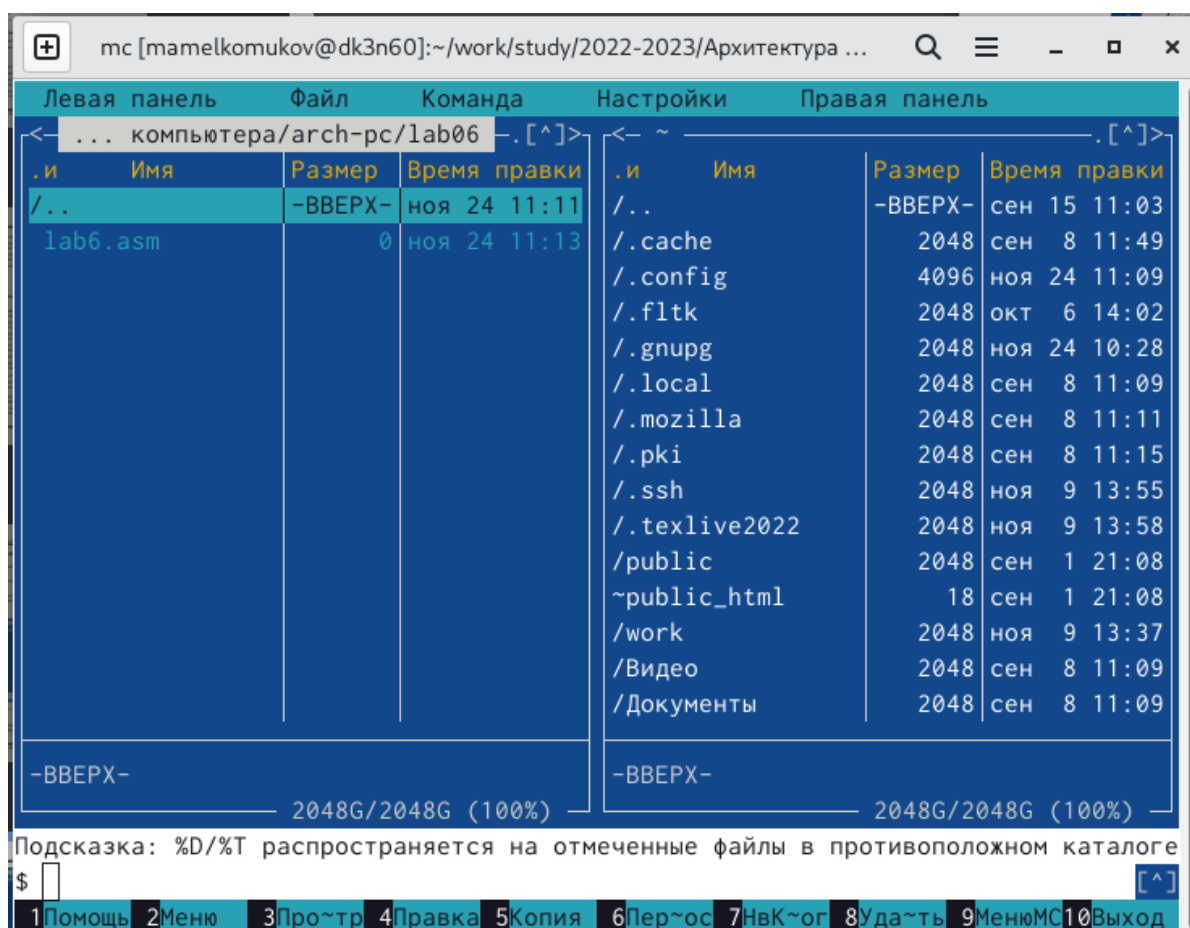 mc [mamelkomukov@dk3n60]:~/work/study/2022-2023/Архитектура ...
Левая панель Файл Команда Настройки Правая панель
<— ... компьютера/arch-pc/lab06 —.[^]> <— ~ —.[^]>
.и Имя Размер Время правки .и Имя Размер Время правки
/.. -ВВЕРХ- ноя 24 11:11 /.. -ВВЕРХ- сен 15 11:03
lab6.asm 0 ноя 24 11:13 /.cache 2048 сен 8 11:49
/.config 4096 ноя 24 11:09
/.fltk 2048 окт 6 14:02
/.gnupg 2048 ноя 24 10:28
/.local 2048 сен 8 11:09
/.mozilla 2048 сен 8 11:11
/.pki 2048 сен 8 11:15
/.ssh 2048 ноя 9 13:55
/.texlive2022 2048 ноя 9 13:58
/public 2048 сен 1 21:08
~public_html 18 сен 1 21:08
/work 2048 ноя 9 13:37
/Видео 2048 сен 8 11:09
/Документы 2048 сен 8 11:09
-ВВЕРХ- -ВВЕРХ-
2048G/2048G (100%) 2048G/2048G (100%)
Подсказка: %D/%T распространяется на отмеченные файлы в противоположном каталоге
$ [^]
1Помощь 2Меню 3Про~тр 4Правка 5Копия 6Пер~ос 7НвК~ог 8Уда~ть 9МенюМС 10Выход